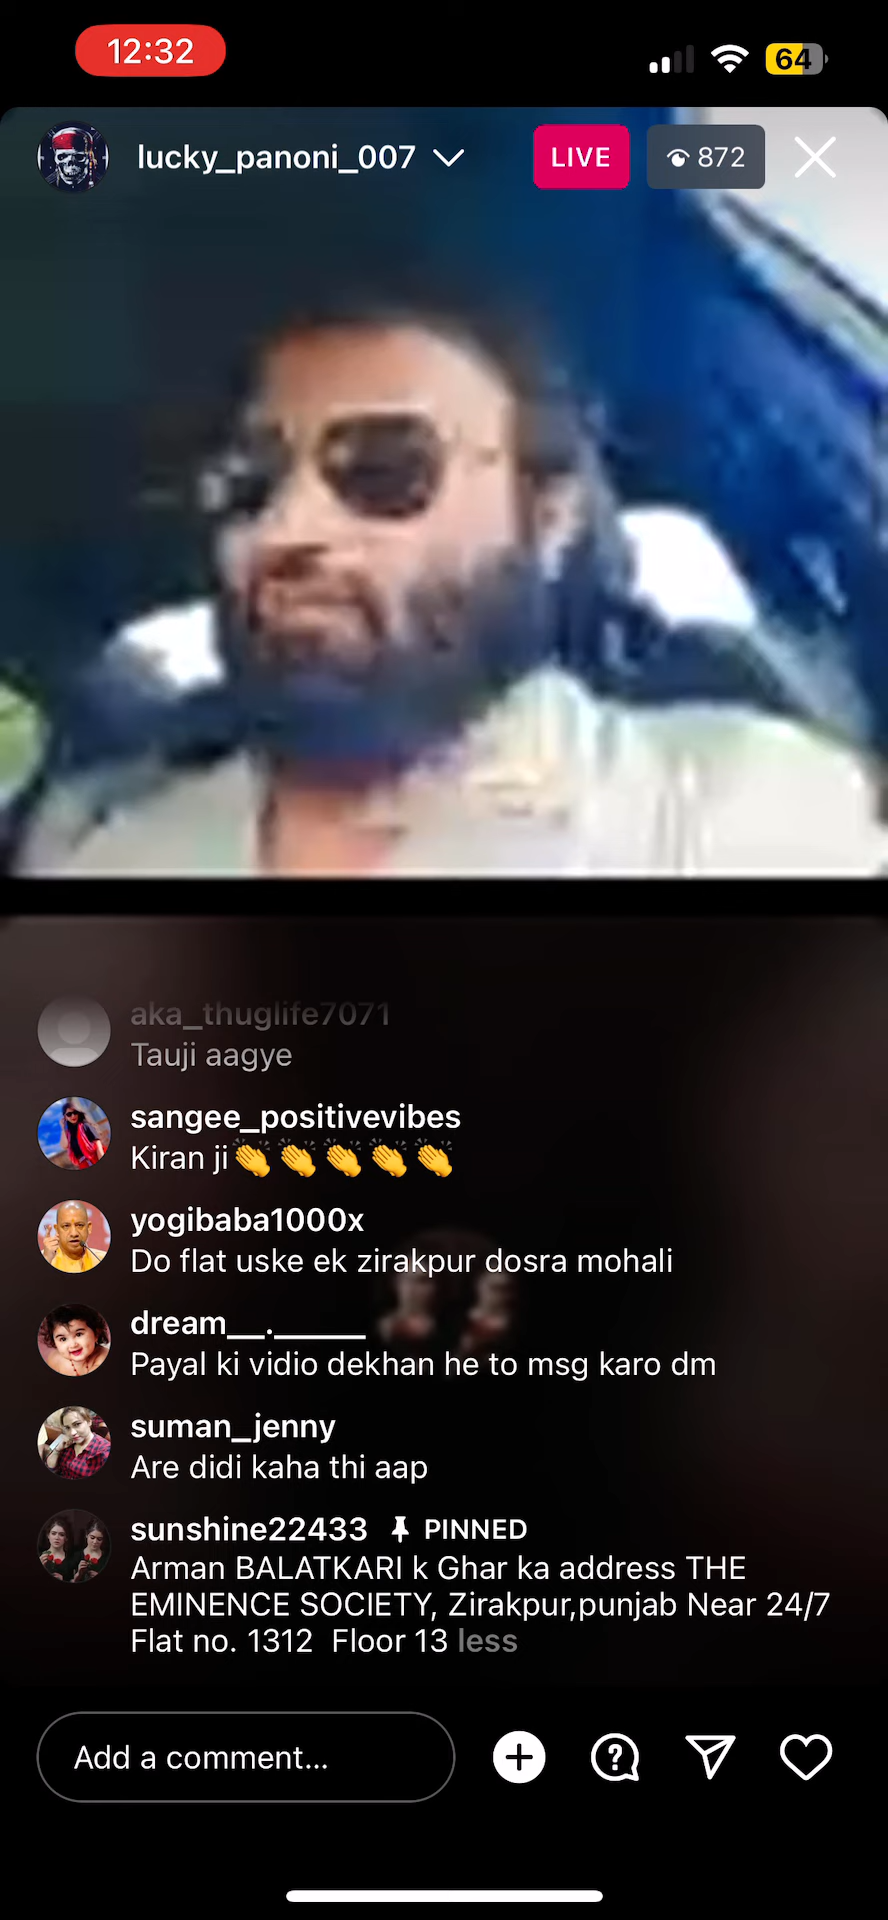 12:32
64
lucky_panoni_007
LIVE
872
aka_thuglife7071
Tauji aagye
sangee_positivevibes
Kiran ji👏👏👏👏👏
yogibaba1000x
Do flat uske ek zirakpur dosra mohali
dream__.______
Payal ki vidio dekhan he to msg karo dm
suman_jenny
Are didi kaha thi aap
sunshine22433 PINNED
Arman BALATKARI k Ghar ka address THE
EMINENCE SOCIETY, Zirakpur,punjab Near 24/7
Flat no. 1312 Floor 13 less
Add a comment...